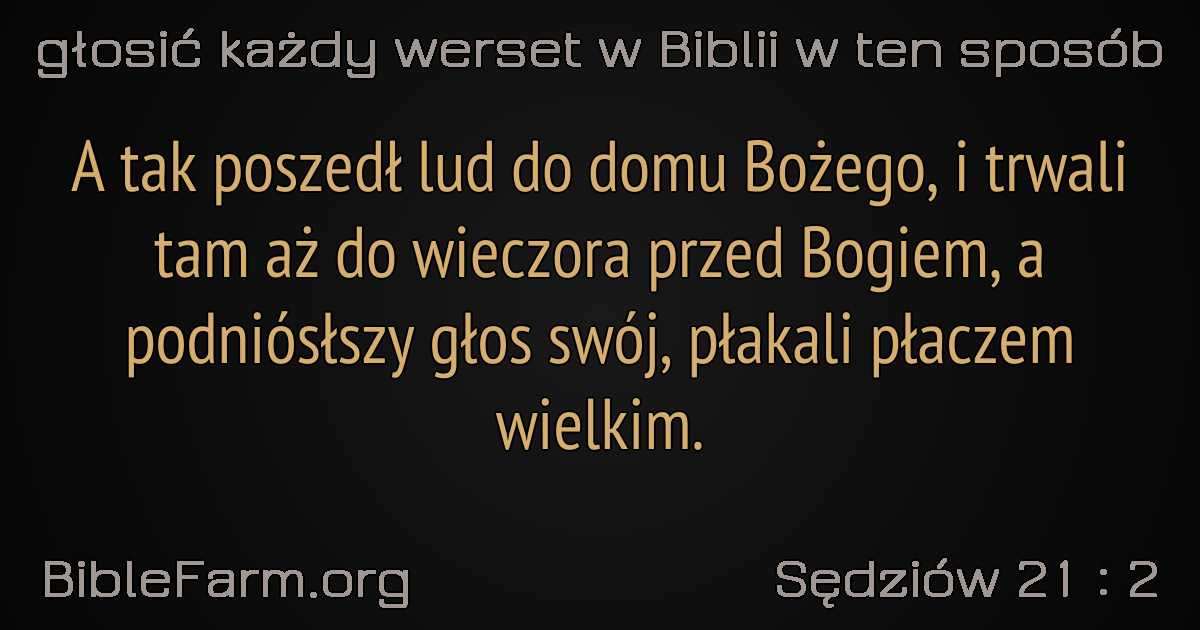 głosić każdy werset w Biblii w ten sposób
A tak poszedł lud do domu Bożego, i trwali
tam aż do wieczora przed Bogiem, a
podniósłszy głos swój, płakali płaczem
wielkim.
BibleFarm.org
Sędziów 21 : 2